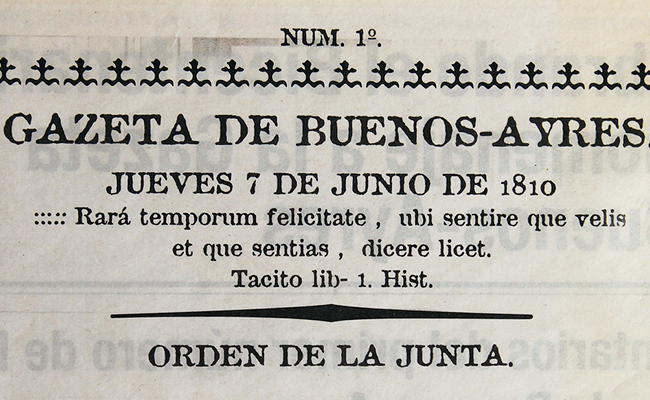 NUM. 1º.
GAZETA DE BUENOS-AYRES.
JUEVES 7 DE JUNIO DE 1810
::::: Rará temporum felicitate , ubi sentire que velis
et que sentias , dicere licet.
Tacito lib- 1. Hist.
ORDEN DE LA JUNTA.